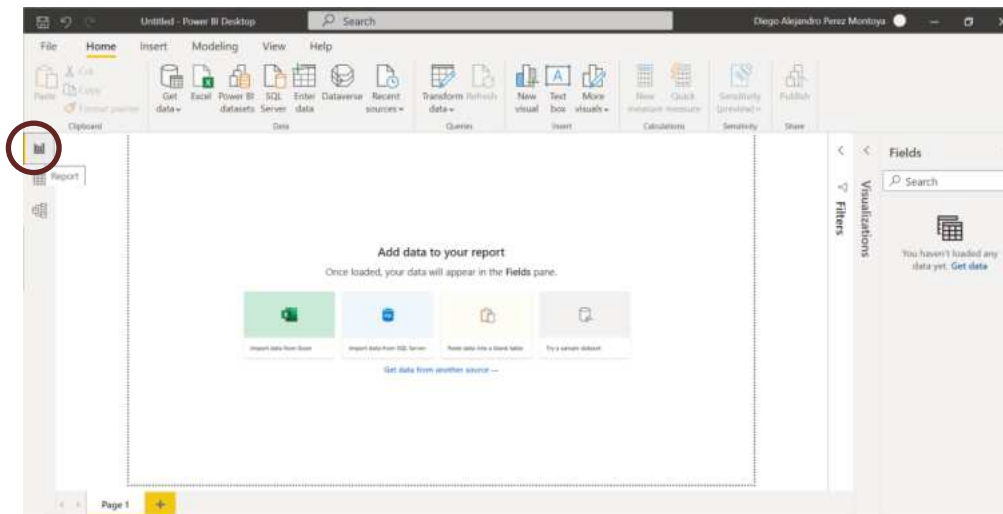 Untitled - Power BI Desktop
Search
Diego Alejandro Perez Montoya
File Home Insert Modeling View Help
Paste
Cut
Copy
Format painter
Get data
Excel
Power BI datasets
SQL Server
Enter data
Dataverse
Recent sources
Transform data
Refresh
New visual
Text box
More visuals
New measure
Quick measure
Sensitivity
Publish
Clipboard
Data
Queries
Insert
Calculations
Sensitivity
Share
Report
Filters
Visualizations
Fields
Search
You haven't loaded any
data yet. Get data
Add data to your report
Once loaded, your data will appear in the Fields pane.
Import data from Excel
Import data from SQL Server
Paste data into a blank table
Try a sample dataset
Get data from another source
Page 1